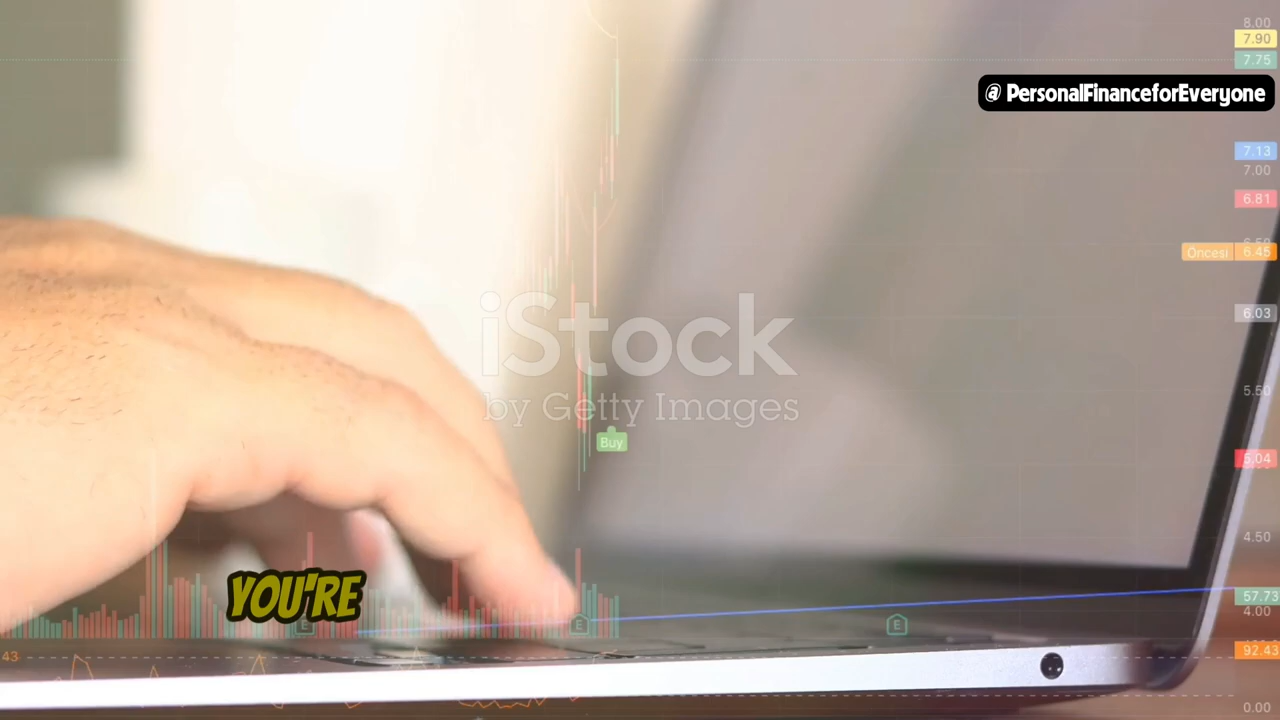 8.00
7.90
7.75
@ PersonalFinanceforEveryone
7.13
7.00
6.81
Öncesi 6.45
iStock
6.03
5.50
by Getty Images
Buy
5.04
4.50
YOU'RE
57.73
4.00
E
E
E
43
92.43
0.00